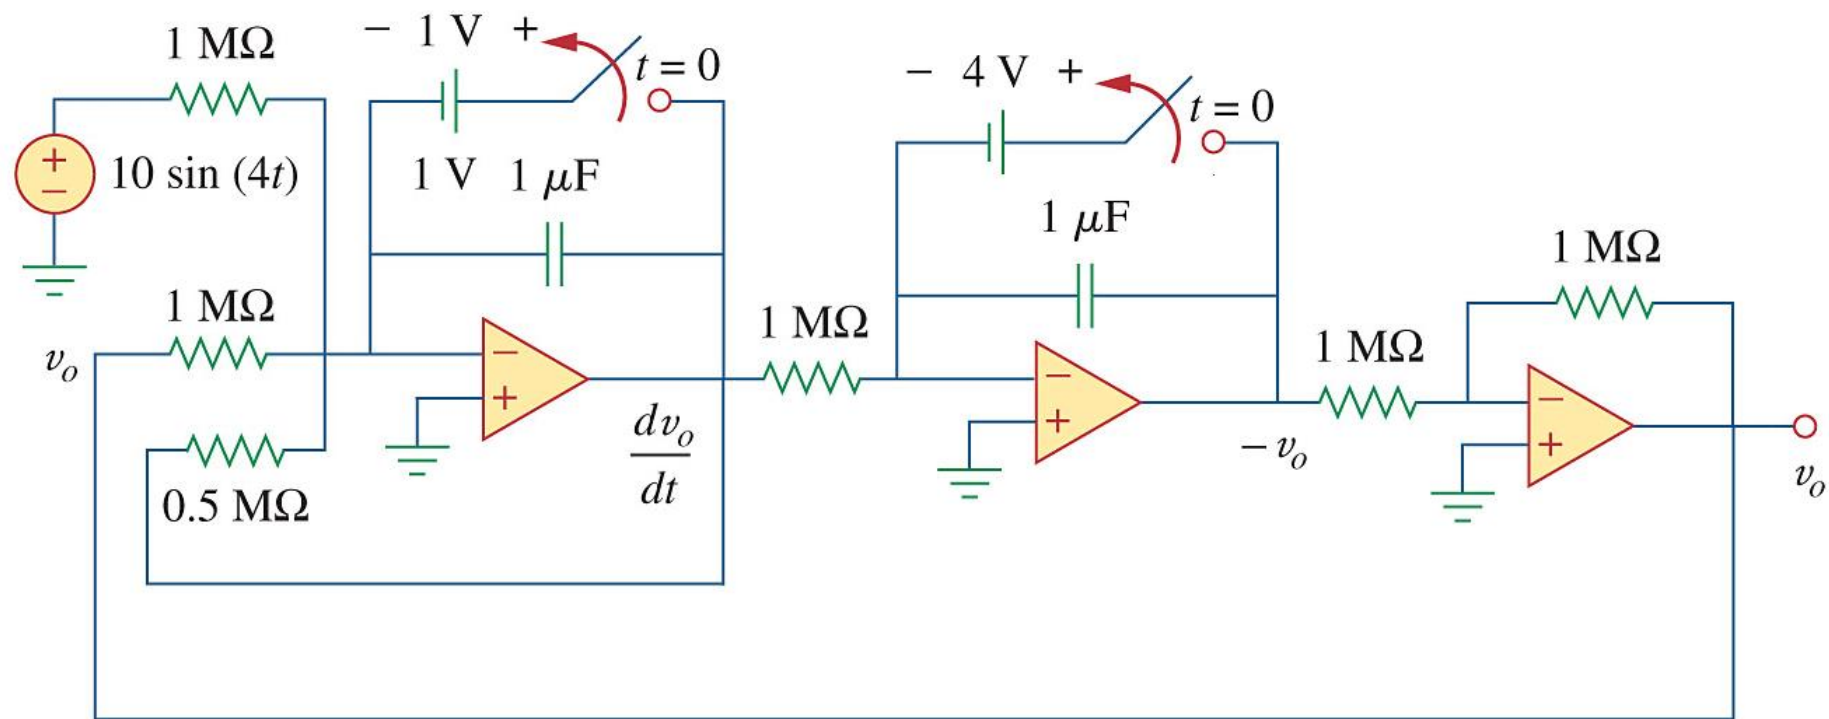 1 MΩ
− 1 V +
t = 0
− 4 V +
t = 0
+
−
10 sin (4t)
1 V
1 μF
1 μF
1 MΩ
1 MΩ
1 MΩ
1 MΩ
v_o
−
+
−
+
−
+
dv_o
dt
−v_o
v_o
0.5 MΩ